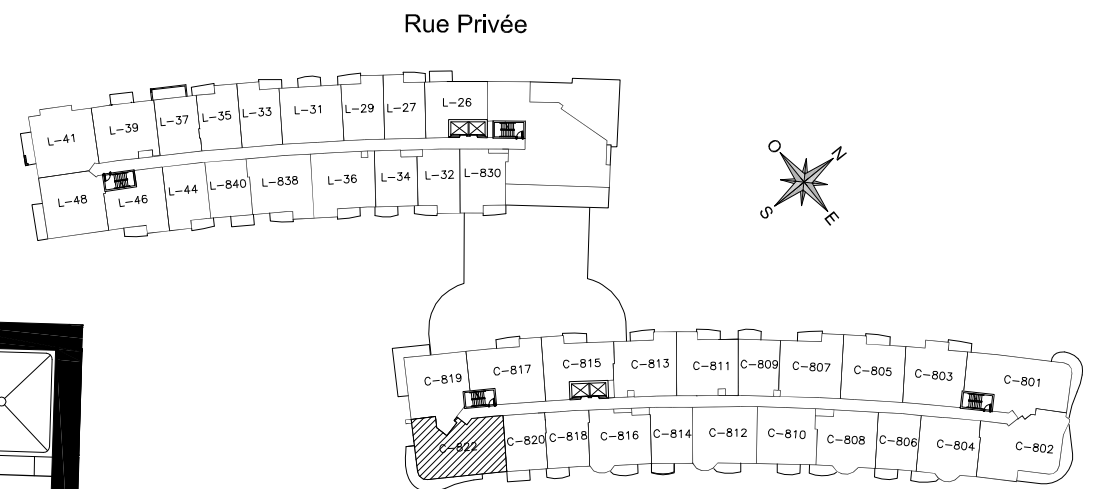 Rue Privée
L-41 L-39 L-37 L-35 L-33 L-31 L-29 L-27 L-26
L-48 L-46 L-44 L-840 L-838 L-36 L-34 L-32 L-830
O N
S E
C-819 C-817 C-815 C-813 C-811 C-809 C-807 C-805 C-803 C-801
C-822 C-820 C-818 C-816 C-814 C-812 C-810 C-808 C-806 C-804 C-802